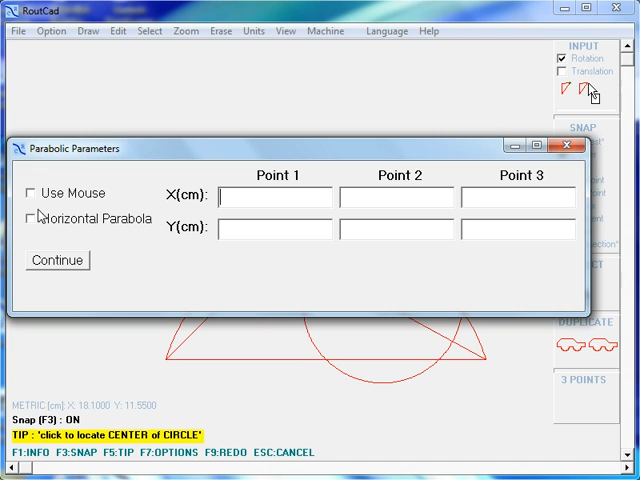 RoutCad
File Option Draw Edit Select Zoom Erase Units View Machine Language Help
INPUT
Rotation
Translation
SNAP
Parabolic Parameters
Point 1 Point 2 Point 3
Use Mouse
X(cm):
Horizontal Parabola
Y(cm):
Continue
DUPLICATE
3 POINTS
METRIC [cm]: X: 18.1000 Y: 11.5500
Snap (F3) : ON
TIP : 'click to locate CENTER of CIRCLE'
F1:INFO F3:SNAP F5:TIP F7:OPTIONS F9:REDO ESC:CANCEL